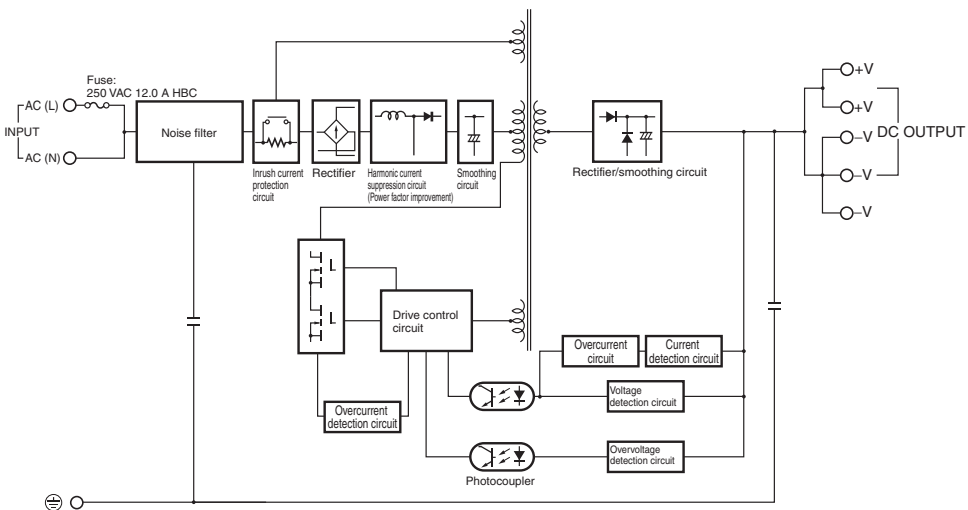 Fuse:
250 VAC 12.0 A HBC
AC (L)
INPUT
AC (N)
Noise filter
Inrush current
protection
circuit
Rectifier
Harmonic current
suppression circuit
(Power factor improvement)
Smoothing
circuit
Rectifier/smoothing circuit
+V
+V
–V
DC OUTPUT
–V
–V
Drive control
circuit
Overcurrent
circuit
Current
detection circuit
Voltage
detection circuit
Overcurrent
detection circuit
Overvoltage
detection circuit
Photocoupler